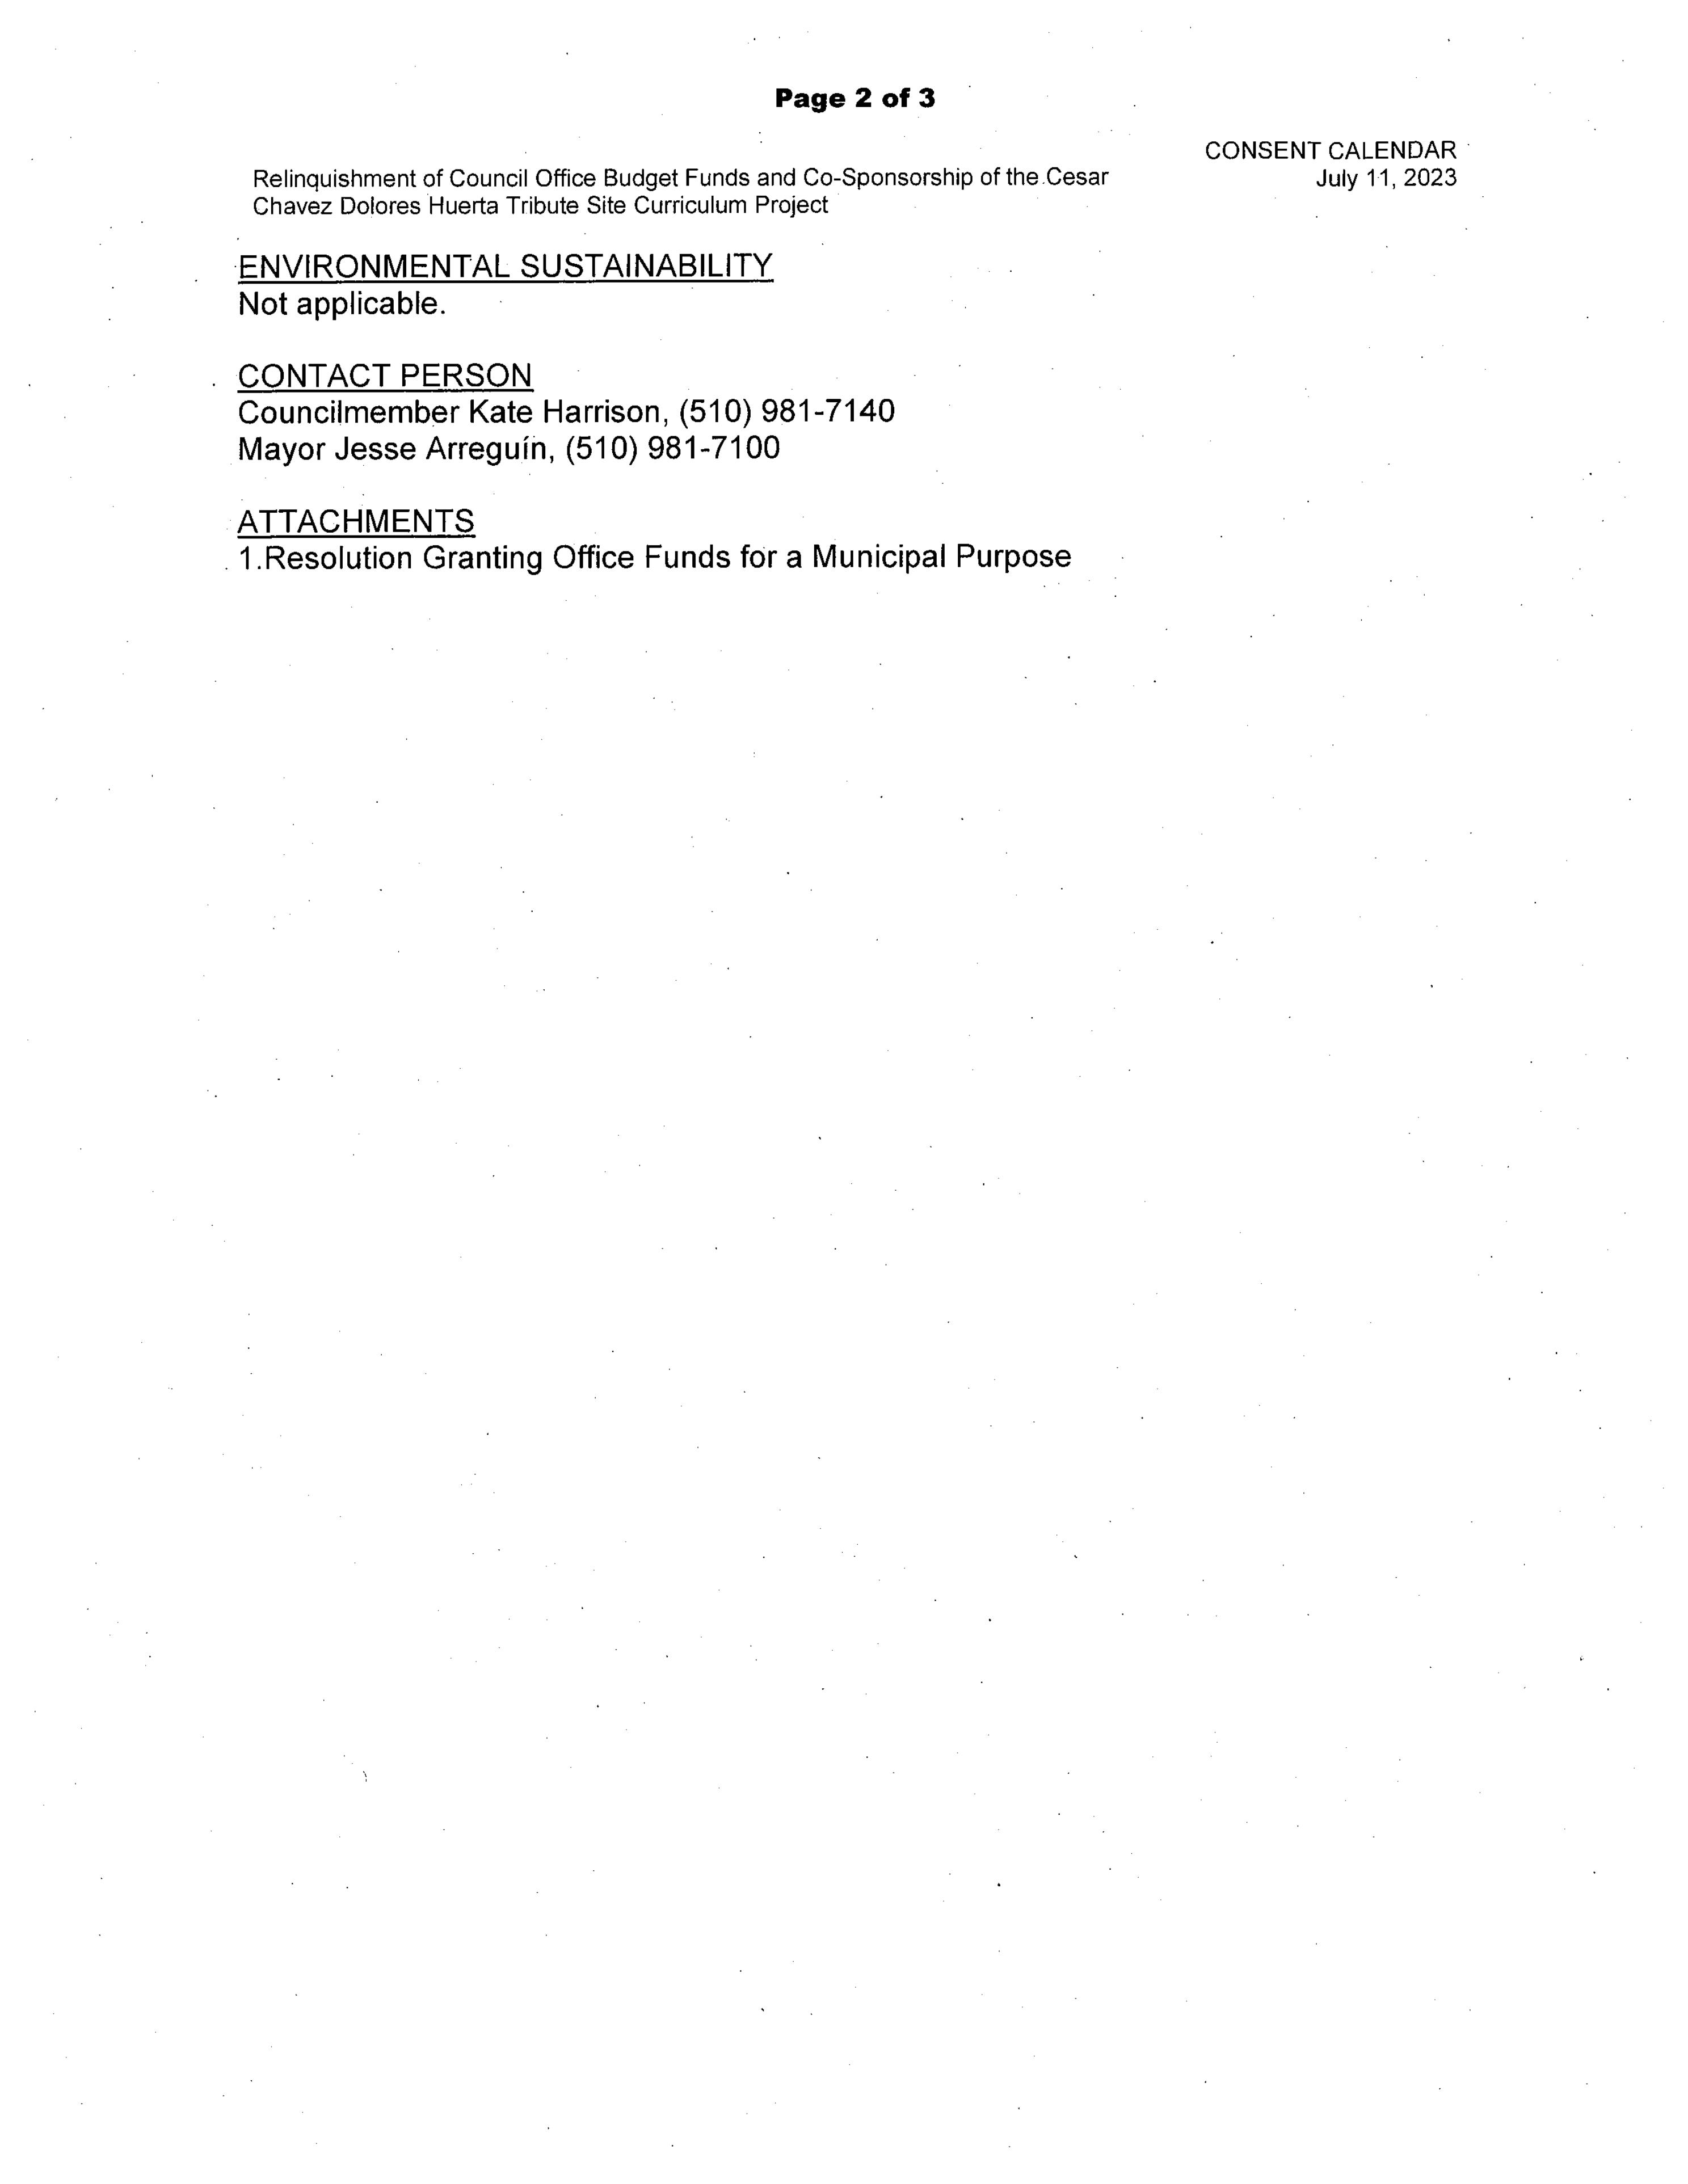 Page 2 of 3
CONSENT CALENDAR
July 11, 2023
Relinquishment of Council Office Budget Funds and Co-Sponsorship of the Cesar
Chavez Dolores Huerta Tribute Site Curriculum Project
ENVIRONMENTAL SUSTAINABILITY
Not applicable.
CONTACT PERSON
Councilmember Kate Harrison, (510) 981-7140
Mayor Jesse Arreguín, (510) 981-7100
ATTACHMENTS
1.Resolution Granting Office Funds for a Municipal Purpose